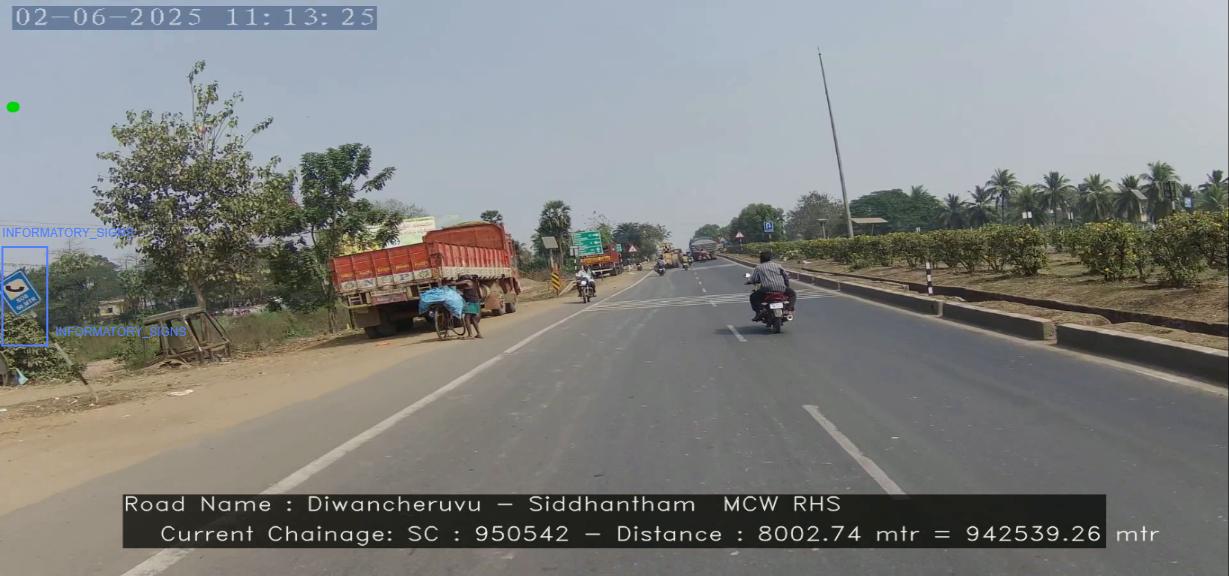 02-06-2025 11:13:25
INFORMATORY_SIGNS
SOS
INFORMATORY_SIGNS
Road Name : Diwancheruvu - Siddhantham MCW RHS
Current Chainage: SC : 950542 - Distance : 8002.74 mtr = 942539.26 mtr